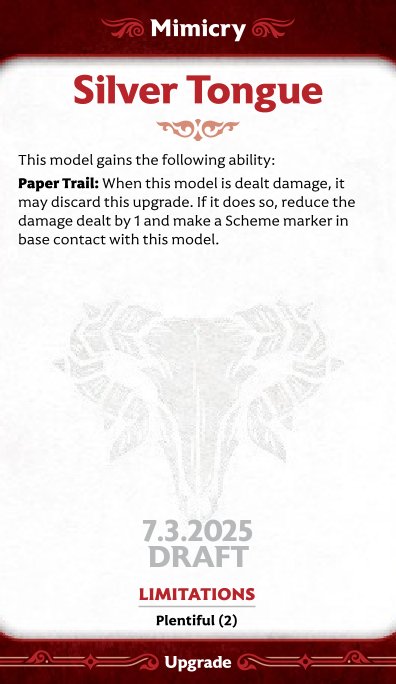 Mimicry
Silver Tongue
This model gains the following ability:
Paper Trail: When this model is dealt damage, it
may discard this upgrade. If it does so, reduce the
damage dealt by 1 and make a Scheme marker in
base contact with this model.
7.3.2025
DRAFT
LIMITATIONS
Plentiful (2)
Upgrade